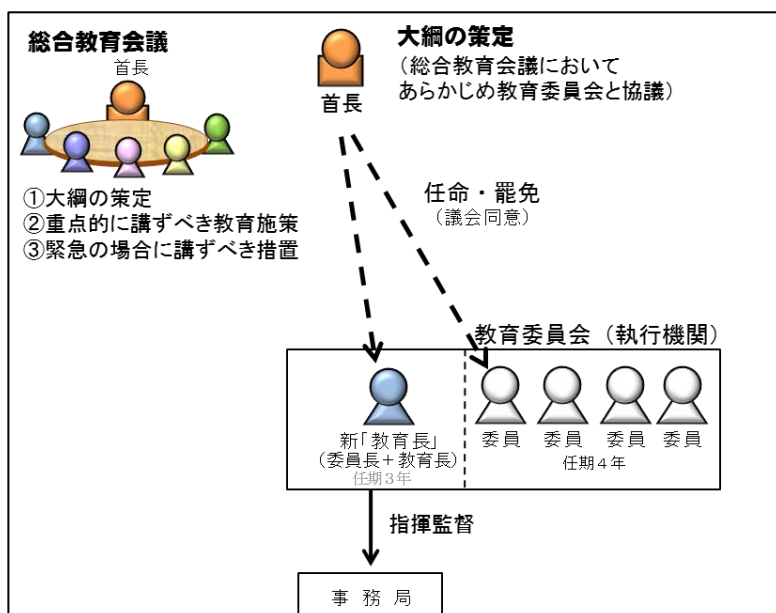 総合教育会議
首長
①大綱の策定
②重点的に講ずべき教育施策
③緊急の場合に講ずべき措置
大綱の策定
(総合教育会議において
あらかじめ教育委員会と協議)
首長
任命・罷免
(議会同意)
教育委員会(執行機関)
新「教育長」
(委員長+教育長)
任期3年
委員 委員 委員 委員
任期4年
指揮監督
事務局